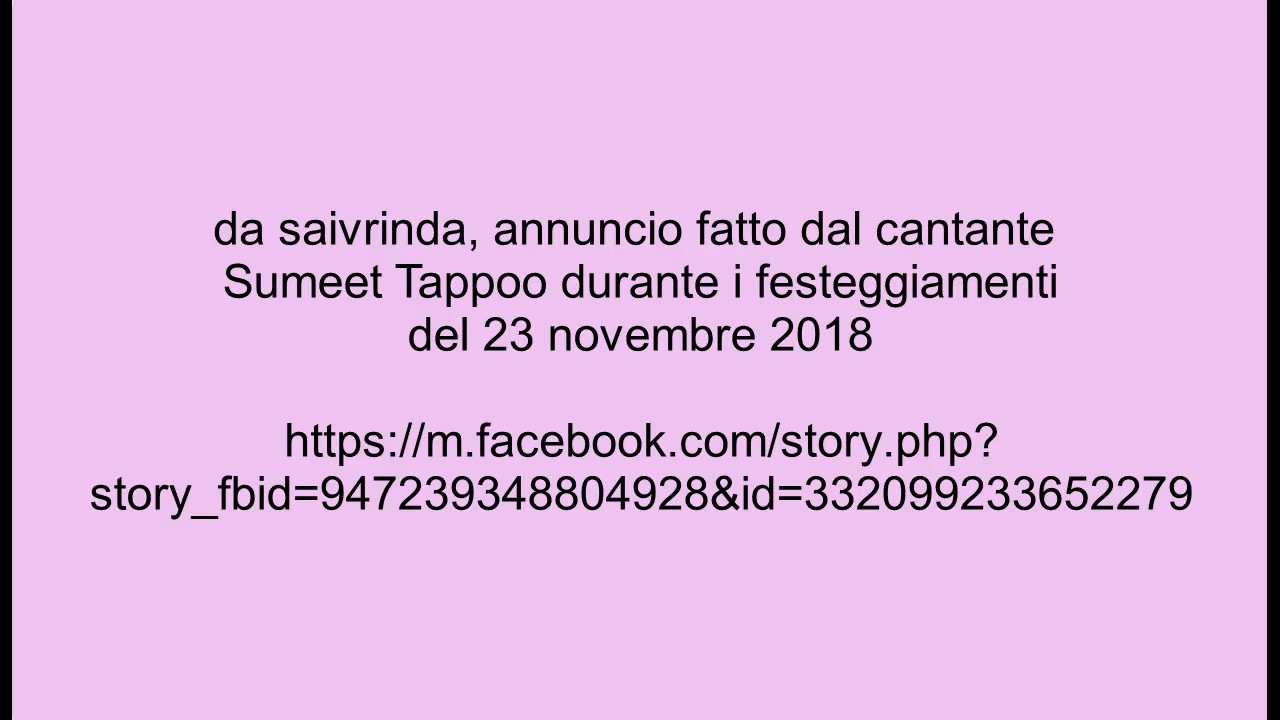 da saivrinda, annuncio fatto dal cantante
Sumeet Tappoo durante i festeggiamenti
del 23 novembre 2018
https://m.facebook.com/story.php?
story_fbid=947239348804928&id=332099233652279